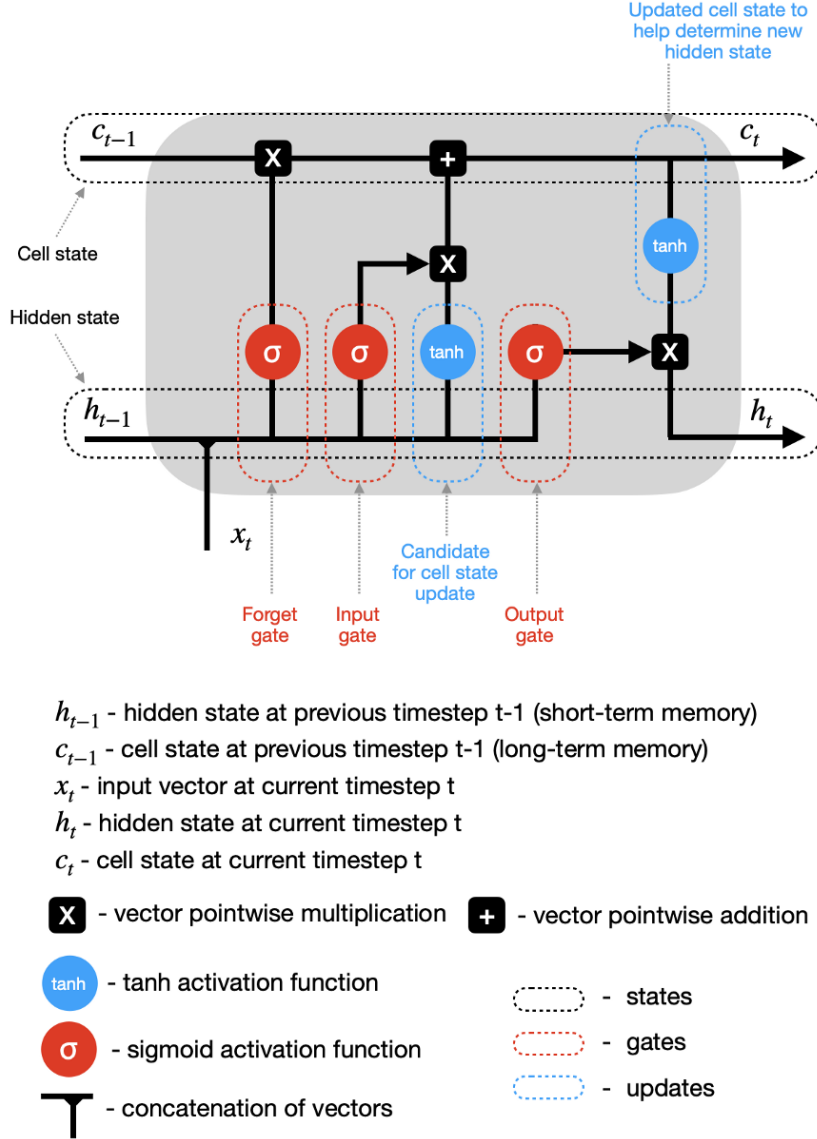 Updated cell state to
help determine new
hidden state
c_{t-1}
X
+
c_t
tanh
X
Cell state
Hidden state
σ
σ
tanh
σ
X
h_{t-1}
h_t
x_t
Candidate
for cell state
update
Forget
gate
Input
gate
Output
gate
h_{t-1} - hidden state at previous timestep t-1 (short-term memory)
c_{t-1} - cell state at previous timestep t-1 (long-term memory)
x_t - input vector at current timestep t
h_t - hidden state at current timestep t
c_t - cell state at current timestep t
X - vector pointwise multiplication
+ - vector pointwise addition
tanh - tanh activation function
σ - sigmoid activation function
- concatenation of vectors
- states
- gates
- updates